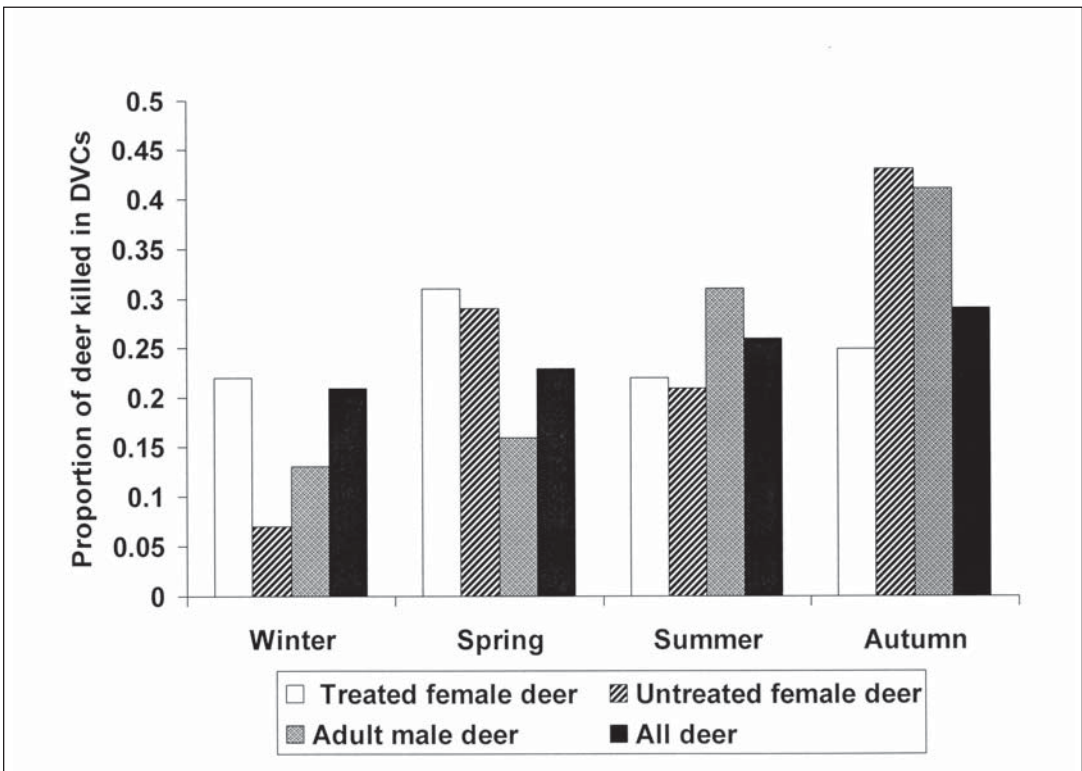 Proportion of deer killed in DVCs
0.5
0.45
0.4
0.35
0.3
0.25
0.2
0.15
0.1
0.05
0
Winter Spring Summer Autumn
Treated female deer Untreated female deer
Adult male deer All deer